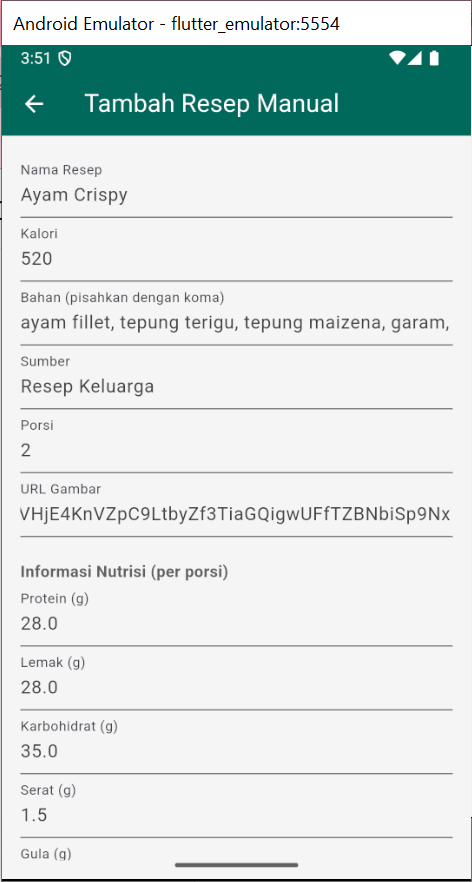 Android Emulator - flutter_emulator:5554
3:51
Tambah Resep Manual
Nama Resep
Ayam Crispy
Kalori
520
Bahan (pisahkan dengan koma)
ayam fillet, tepung terigu, tepung maizena, garam,
Sumber
Resep Keluarga
Porsi
2
URL Gambar
VHjE4KnVZpC9LtbyZf3TiaGQigwUFfTZBNbiSp9Nx
Informasi Nutrisi (per porsi)
Protein (g)
28.0
Lemak (g)
28.0
Karbohidrat (g)
35.0
Serat (g)
1.5
Gula (g)